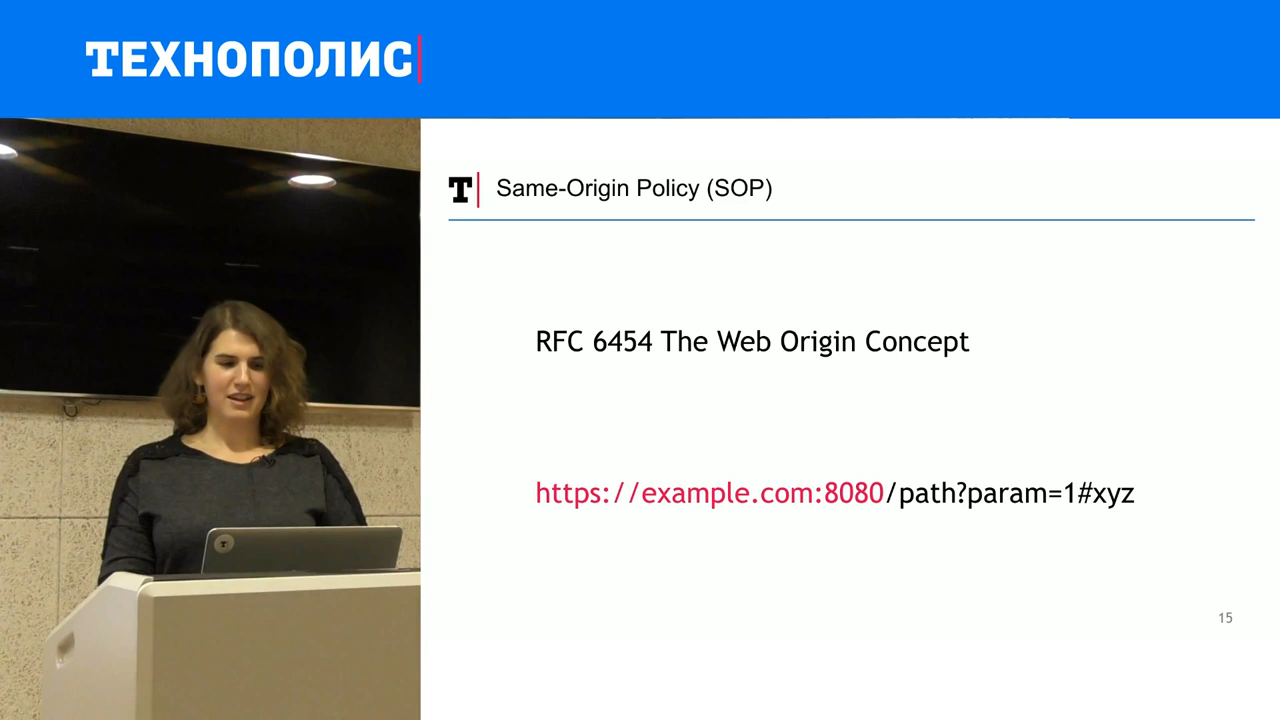 ТЕХНОПОЛИС
T Same-Origin Policy (SOP)
RFC 6454 The Web Origin Concept
https://example.com:8080/path?param=1#xyz
T
15